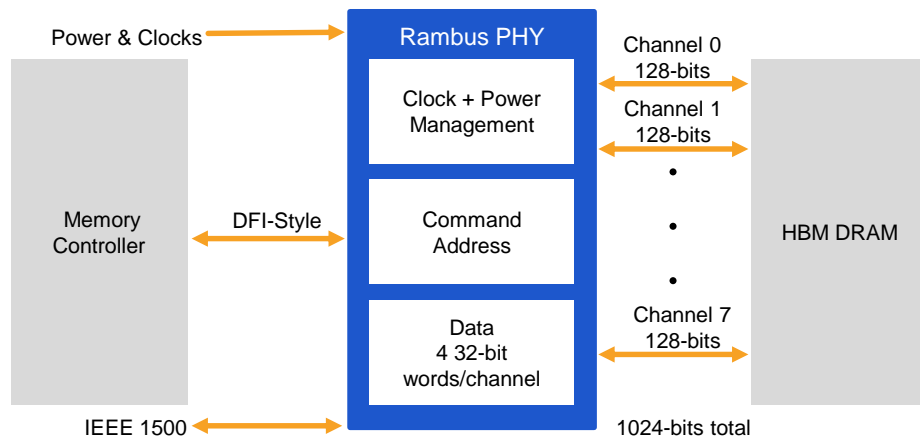 Power & Clocks
Rambus PHY
Channel 0
128-bits
Clock + Power
Management
Channel 1
128-bits
Memory
Controller
DFI-Style
Command
Address
HBM DRAM
Data
4 32-bit
words/channel
Channel 7
128-bits
IEEE 1500
1024-bits total